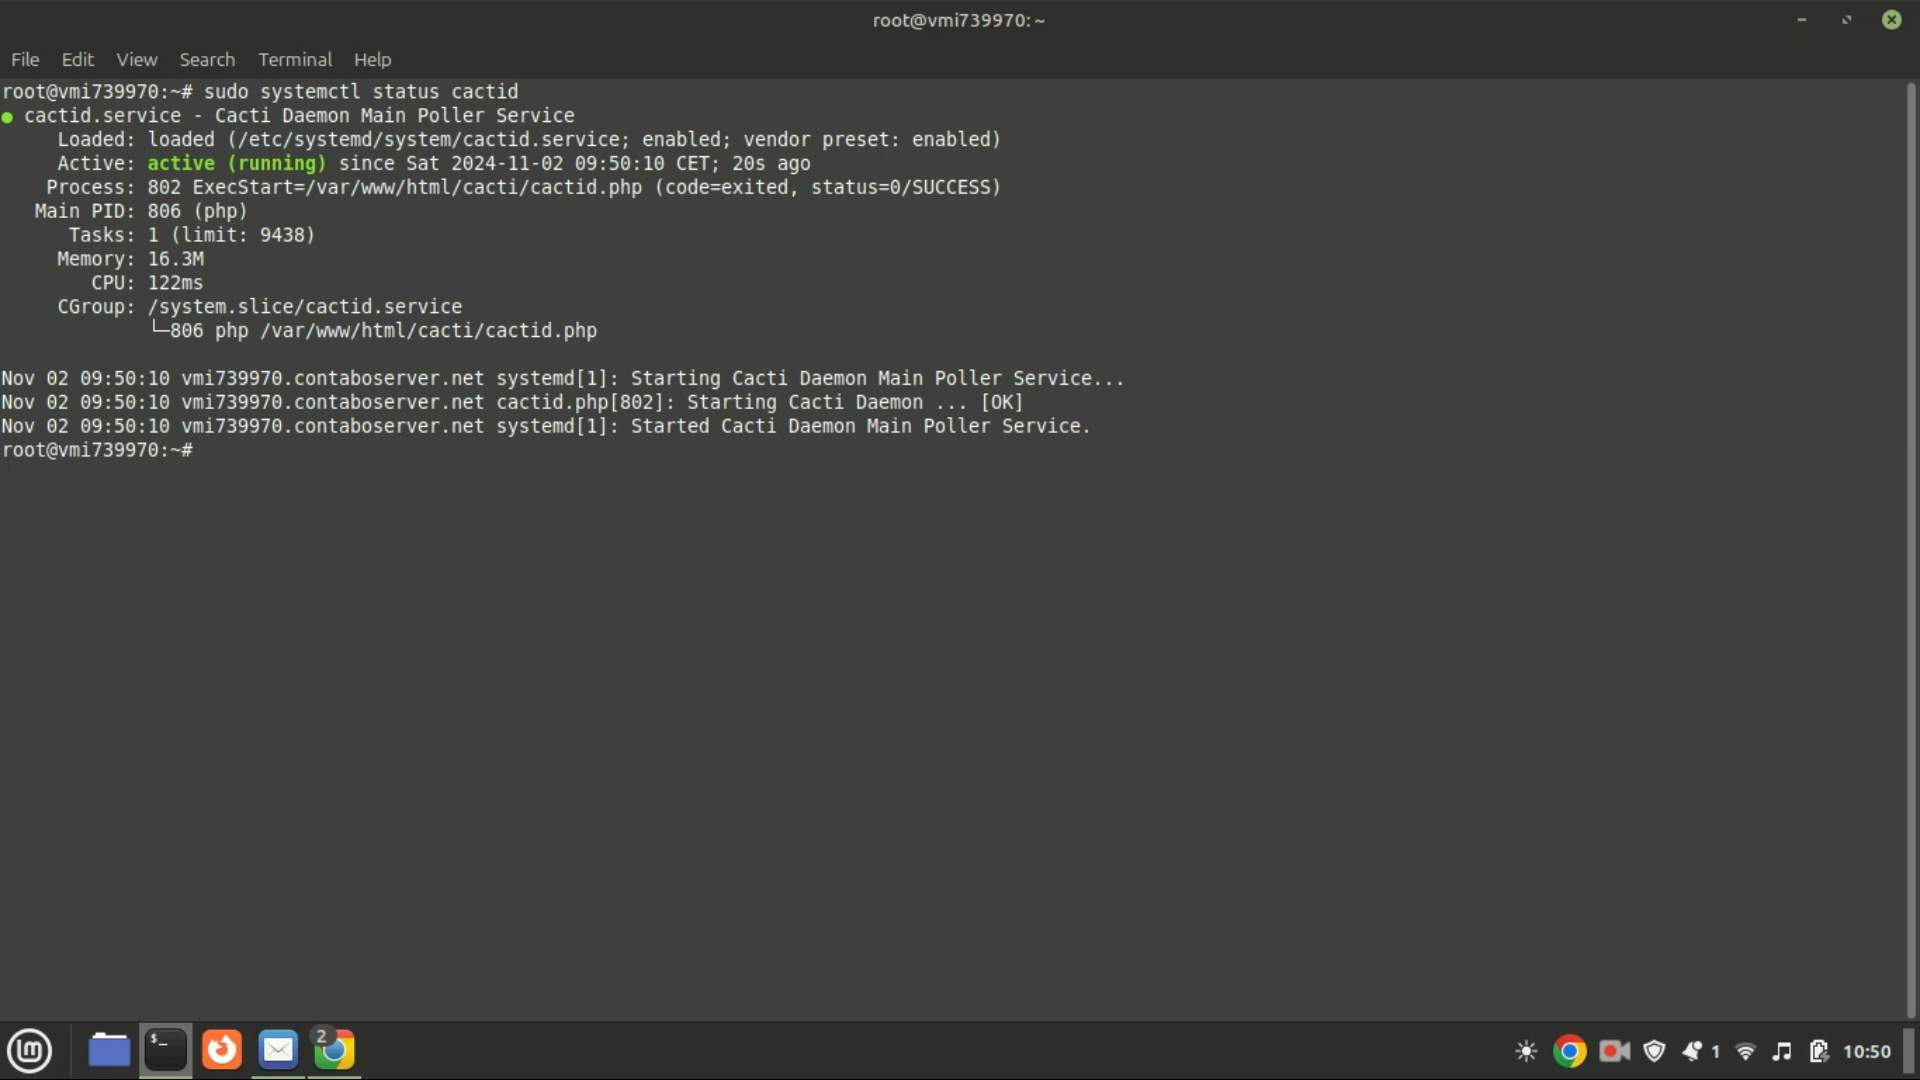 root@vmi739970:~
File Edit View Search Terminal Help
root@vmi739970:~# sudo systemctl status cactid
● cactid.service - Cacti Daemon Main Poller Service
     Loaded: loaded (/etc/systemd/system/cactid.service; enabled; vendor preset: enabled)
     Active: active (running) since Sat 2024-11-02 09:50:10 CET; 20s ago
    Process: 802 ExecStart=/var/www/html/cacti/cactid.php (code=exited, status=0/SUCCESS)
   Main PID: 806 (php)
      Tasks: 1 (limit: 9438)
     Memory: 16.3M
        CPU: 122ms
     CGroup: /system.slice/cactid.service
             └─806 php /var/www/html/cacti/cactid.php
Nov 02 09:50:10 vmi739970.contaboserver.net systemd[1]: Starting Cacti Daemon Main Poller Service...
Nov 02 09:50:10 vmi739970.contaboserver.net cactid.php[802]: Starting Cacti Daemon ... [OK]
Nov 02 09:50:10 vmi739970.contaboserver.net systemd[1]: Started Cacti Daemon Main Poller Service.
root@vmi739970:~#
$_ 2 1 10:50